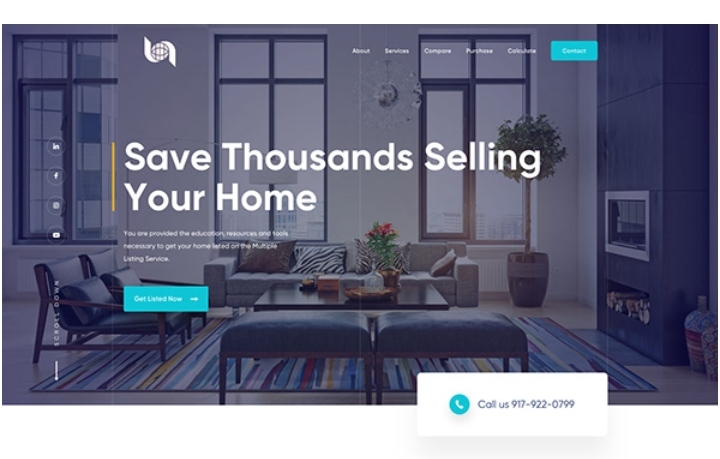 About Services Compare Purchase Calculate Contact
Save Thousands Selling
Your Home
You are provided the education, resources and tools
necessary to get your home listed on the Multiple
Listing Service.
Get Listed Now
SCROLL DOWN
Call us 917-922-0799